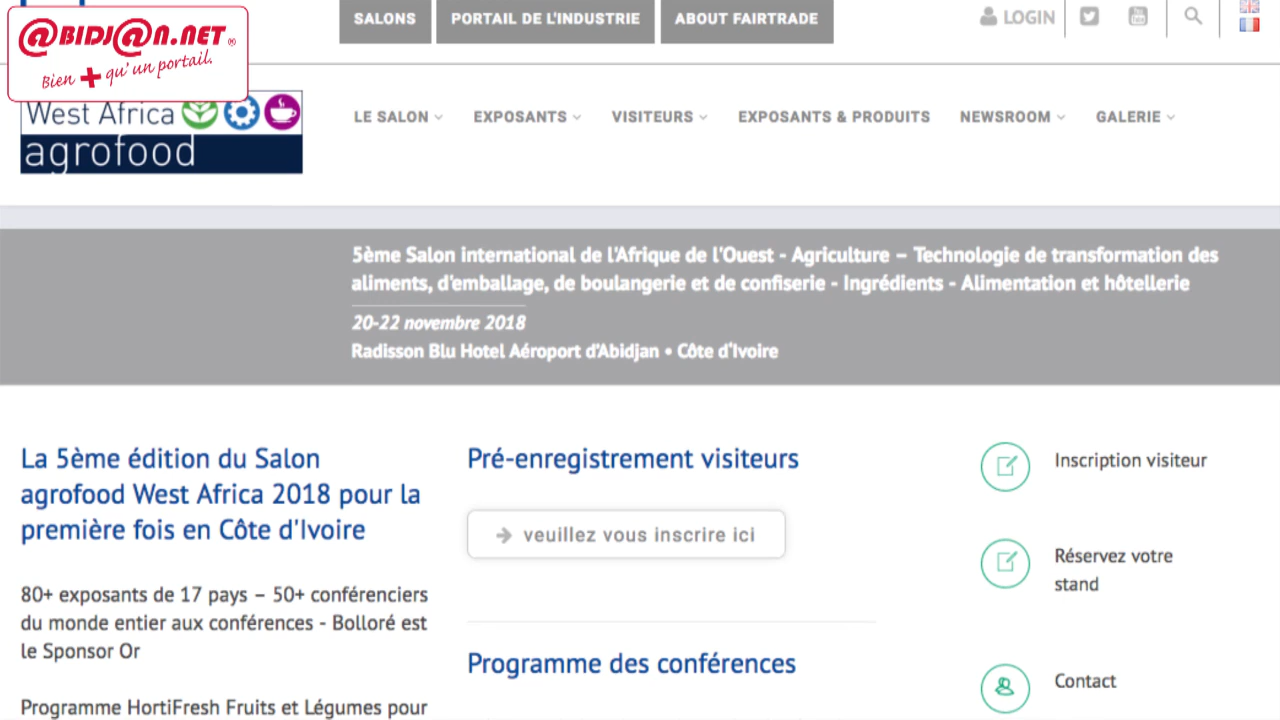 SALONS
PORTAIL DE L'INDUSTRIE
ABOUT FAIRTRADE
LOGIN
@BIDJ@N.NET®
Bien + qu'un portail.
West Africa
agrofood
LE SALON
EXPOSANTS
VISITEURS
EXPOSANTS & PRODUITS
NEWSROOM
GALERIE
5ème Salon international de l'Afrique de l'Ouest - Agriculture – Technologie de transformation des
aliments, d'emballage, de boulangerie et de confiserie - Ingrédients - Alimentation et hôtellerie
20-22 novembre 2018
Radisson Blu Hotel Aéroport d'Abidjan • Côte d'Ivoire
La 5ème édition du Salon
agrofood West Africa 2018 pour la
première fois en Côte d'Ivoire
80+ exposants de 17 pays – 50+ conférenciers
du monde entier aux conférences - Bolloré est
le Sponsor Or
Programme HortiFresh Fruits et Légumes pour
Pré-enregistrement visiteurs
veuillez vous inscrire ici
Programme des conférences
Inscription visiteur
Réservez votre
stand
Contact